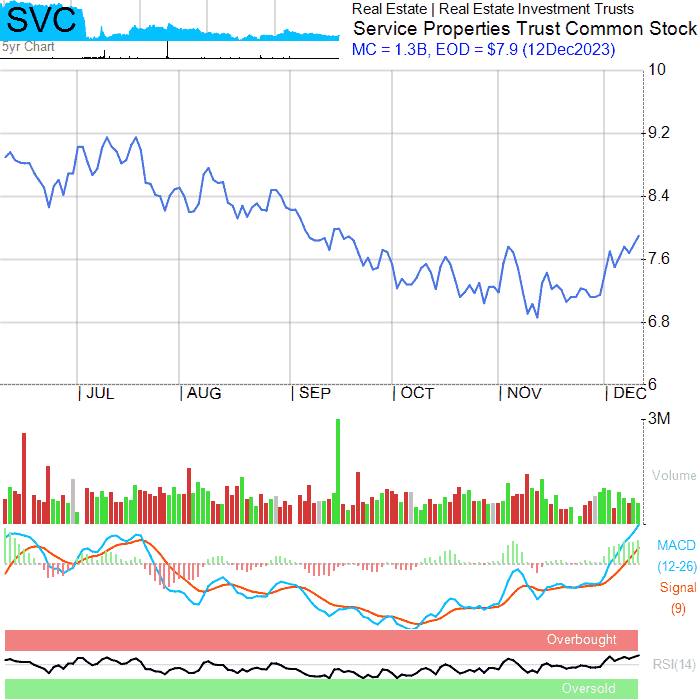 SVC
5yr Chart
Real Estate | Real Estate Investment Trusts
Service Properties Trust Common Stock
MC = 1.3B, EOD = $7.9 (12Dec2023)
10
9.2
8.4
7.6
6.8
6
JUL
AUG
SEP
OCT
NOV
DEC
3M
Volume
MACD
(12-26)
Signal
(9)
Overbought
RSI(14)
Oversold